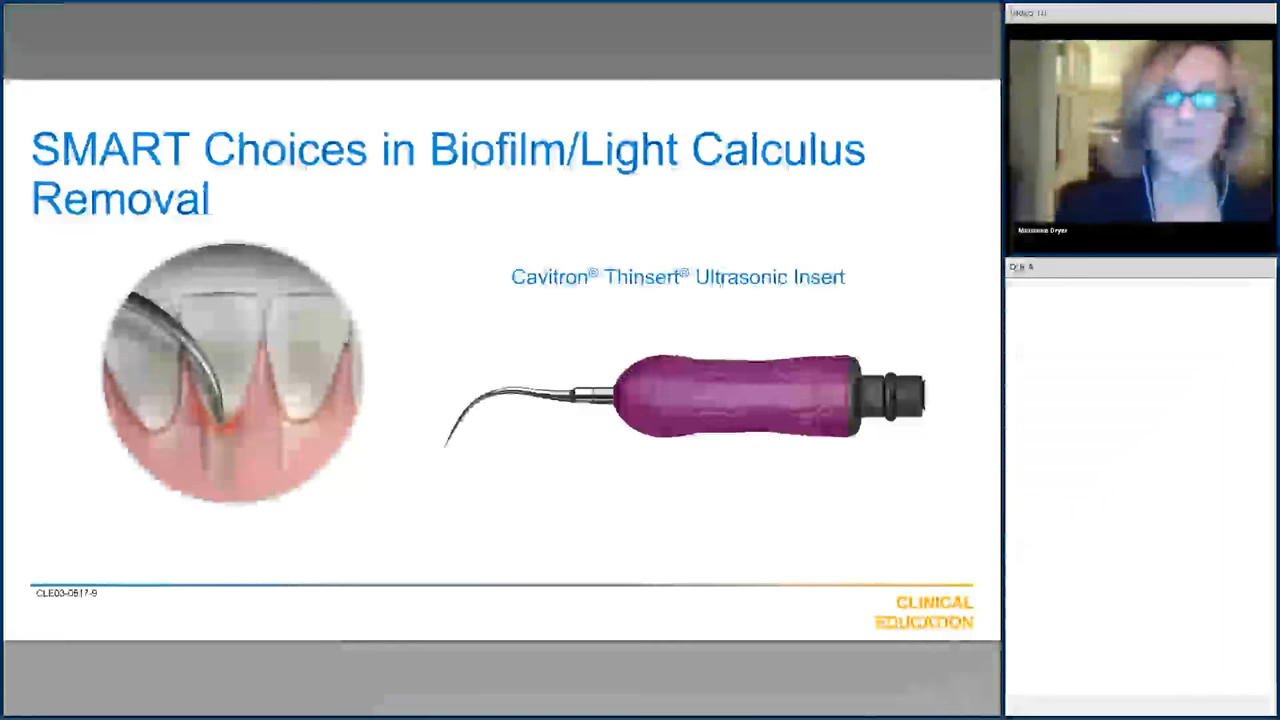 SMART Choices in Biofilm/Light Calculus
Removal
Cavitron® Thinsert® Ultrasonic Insert
CLE03-0517-9
CLINICAL
EDUCATION
Q & A